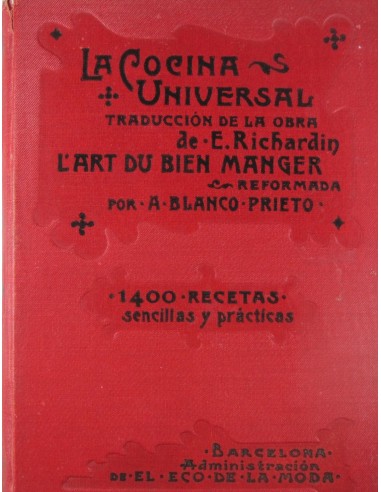 LA COCINA
UNIVERSAL
TRADUCCIÓN DE LA OBRA
de · E. Richardin
L'ART DU BIEN MANGER
REFORMADA
POR · A · BLANCO · PRIETO ·
· 1400 · RECETAS ·
sencillas y prácticas
· BARCELONA ·
Administración
DE · EL · ECO · DE · LA · MODA ·